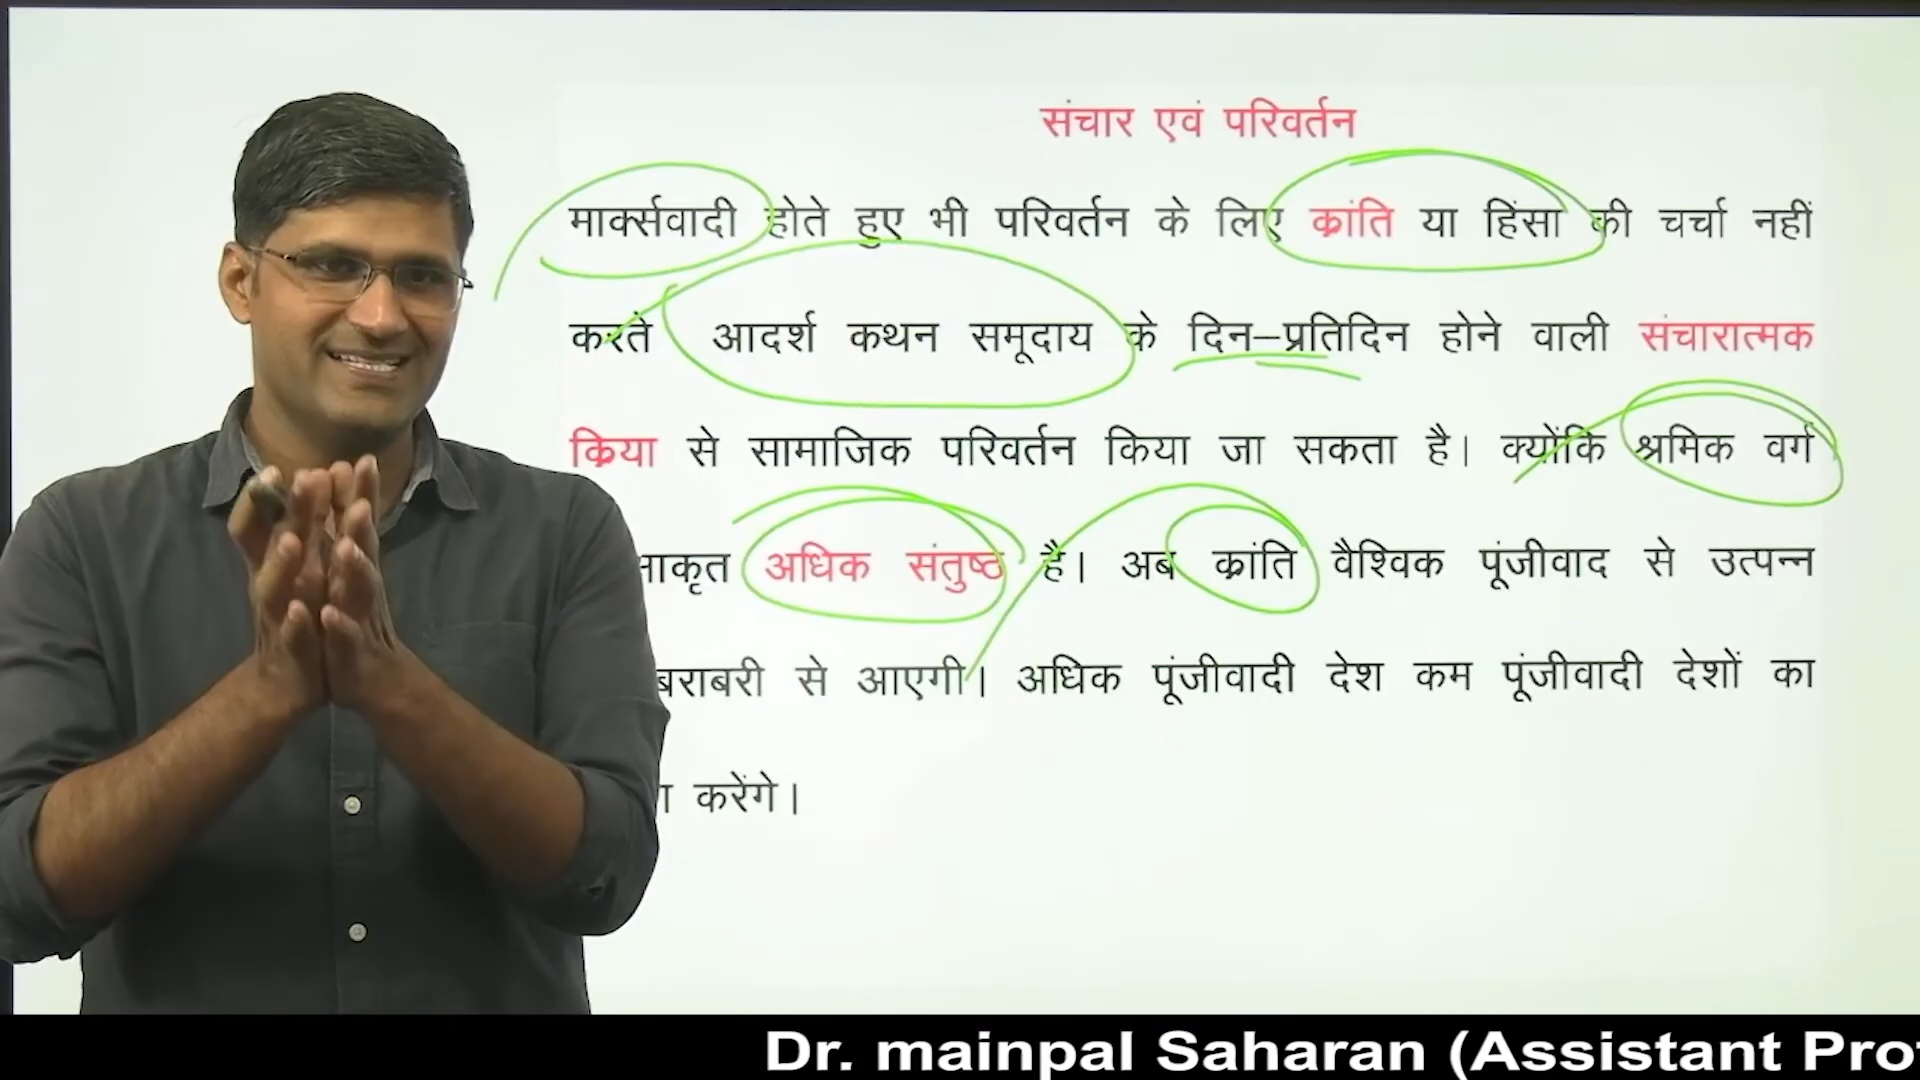 संचार एवं परिवर्तन
मार्क्सवादी होते हुए भी परिवर्तन के लिए क्रांति या हिंसा की चर्चा नहीं
करते आदर्श कथन समूदाय के दिन–प्रतिदिन होने वाली संचारात्मक
क्रिया से सामाजिक परिवर्तन किया जा सकता है। क्योंकि श्रमिक वर्ग
अधिक संतुष्ठ है। अब क्रांति वैश्विक पूंजीवाद से उत्पन्न
बराबरी से आएगी। अधिक पूंजीवादी देश कम पूंजीवादी देशों का
करेंगे।
Dr. mainpal Saharan (Assistant